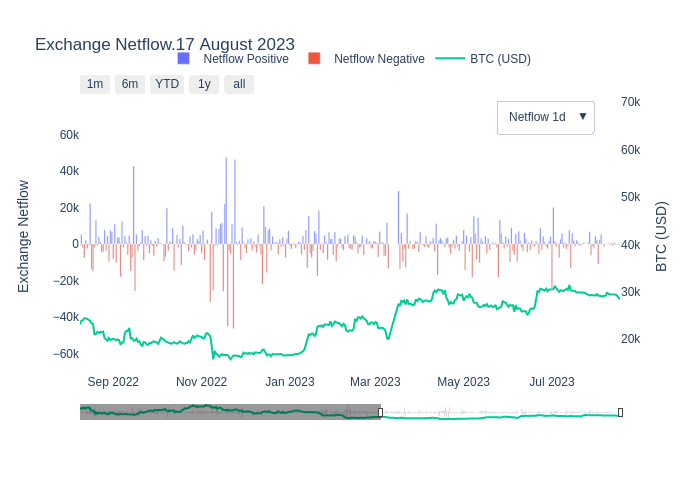 Exchange Netflow.17 August 2023
Netflow Positive Netflow Negative BTC (USD)
1m 6m YTD 1y all
Netflow 1d ▼
Exchange Netflow
60k
40k
20k
0
−20k
−40k
−60k
70k
60k
50k
40k
30k
20k
BTC (USD)
Sep 2022 Nov 2022 Jan 2023 Mar 2023 May 2023 Jul 2023